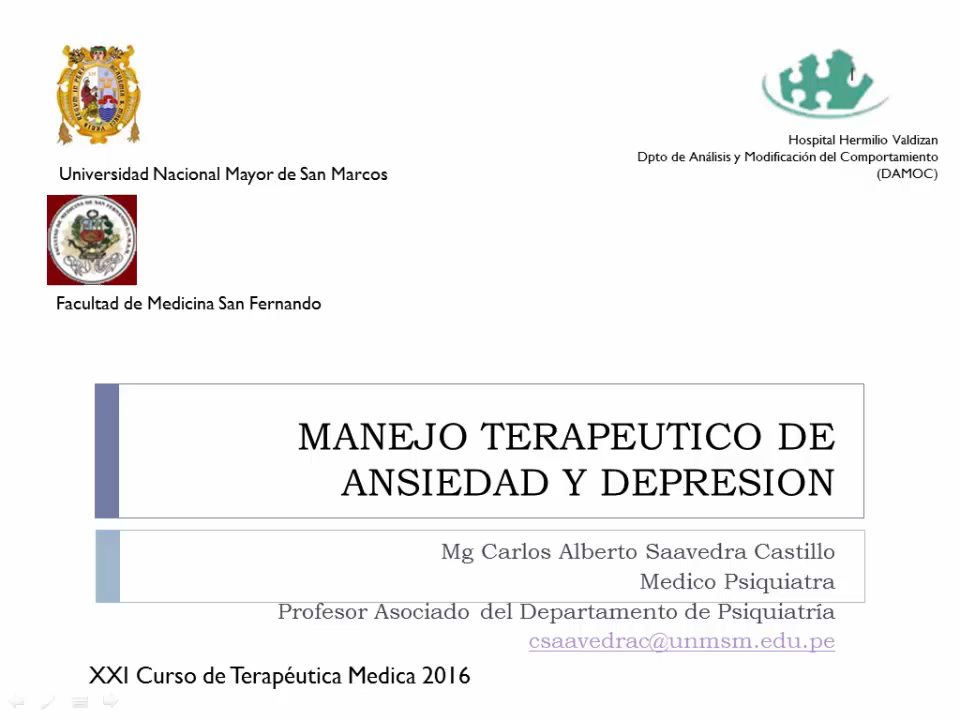 Universidad Nacional Mayor de San Marcos
Hospital Hermilio Valdizan
Dpto de Análisis y Modificación del Comportamiento
(DAMOC)
Facultad de Medicina San Fernando
MANEJO TERAPEUTICO DE
ANSIEDAD Y DEPRESION
Mg Carlos Alberto Saavedra Castillo
Medico Psiquiatra
Profesor Asociado del Departamento de Psiquiatría
csaavedrac@unmsm.edu.pe
XXI Curso de Terapéutica Medica 2016